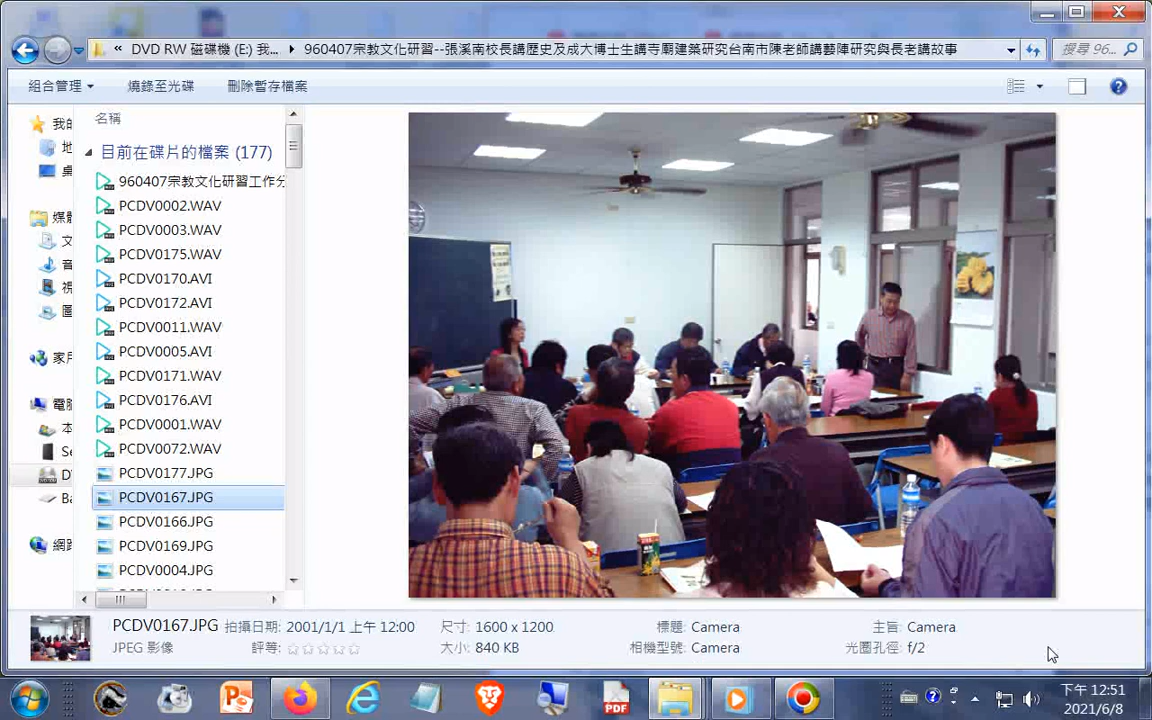 « DVD RW 磁碟機 (E:) 我... ▸ 960407宗教文化研習--張溪南校長講歷史及成大博士生講寺廟建築研究台南市陳老師講藝陣研究與長老講故事
搜尋 96...
組合管理 燒錄至光碟 刪除暫存檔案
名稱
目前在碟片的檔案 (177)
960407宗教文化研習工作
PCDV0002.WAV
PCDV0003.WAV
PCDV0175.WAV
PCDV0170.AVI
PCDV0172.AVI
PCDV0011.WAV
PCDV0005.AVI
PCDV0171.WAV
PCDV0176.AVI
PCDV0001.WAV
PCDV0072.WAV
PCDV0177.JPG
PCDV0167.JPG
PCDV0166.JPG
PCDV0169.JPG
PCDV0004.JPG
我的
地
桌
媒體
文
音
視
圖
家用
電腦
本
Se
D
Ba
網路
PCDV0167.JPG 拍攝日期: 2001/1/1 上午 12:00 尺寸: 1600 x 1200 標題: Camera 主旨: Camera
JPEG 影像 評等: 大小: 840 KB 相機型號: Camera 光圈孔徑: f/2
下午 12:51
2021/6/8
PDF